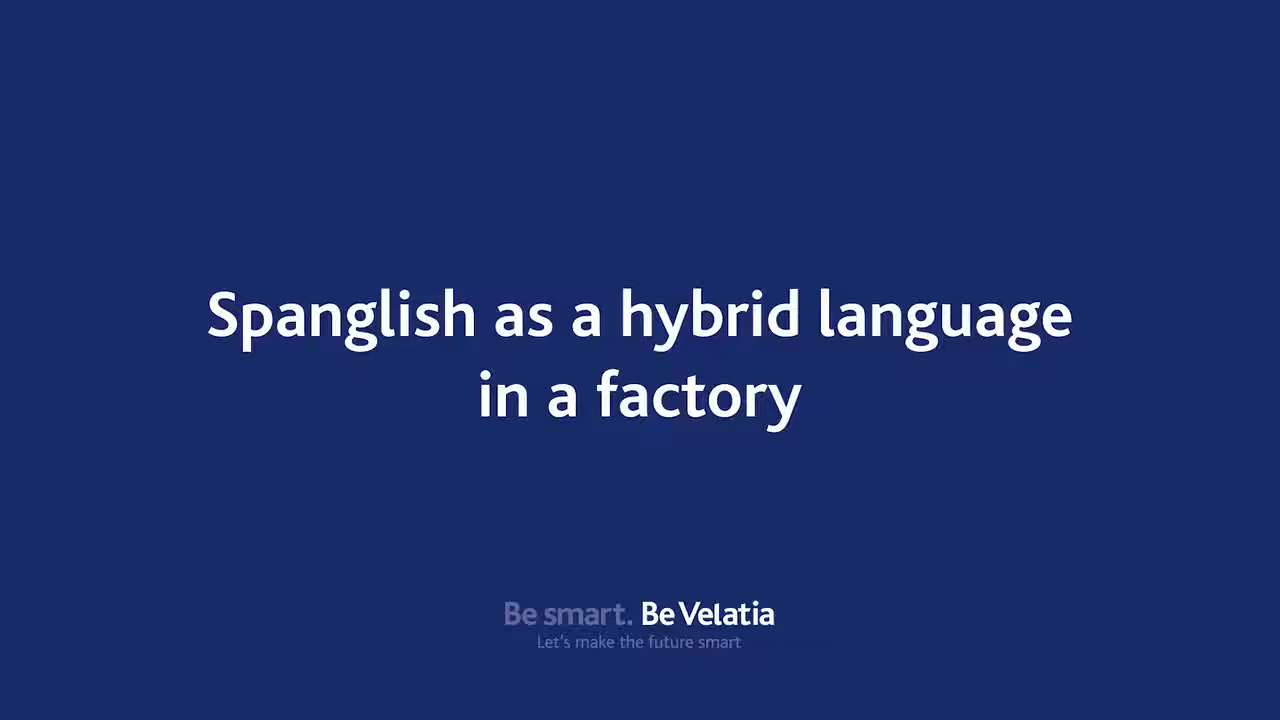 Spanglish as a hybrid language
in a factory
Be smart. Be Velatia
Let's make the future smart